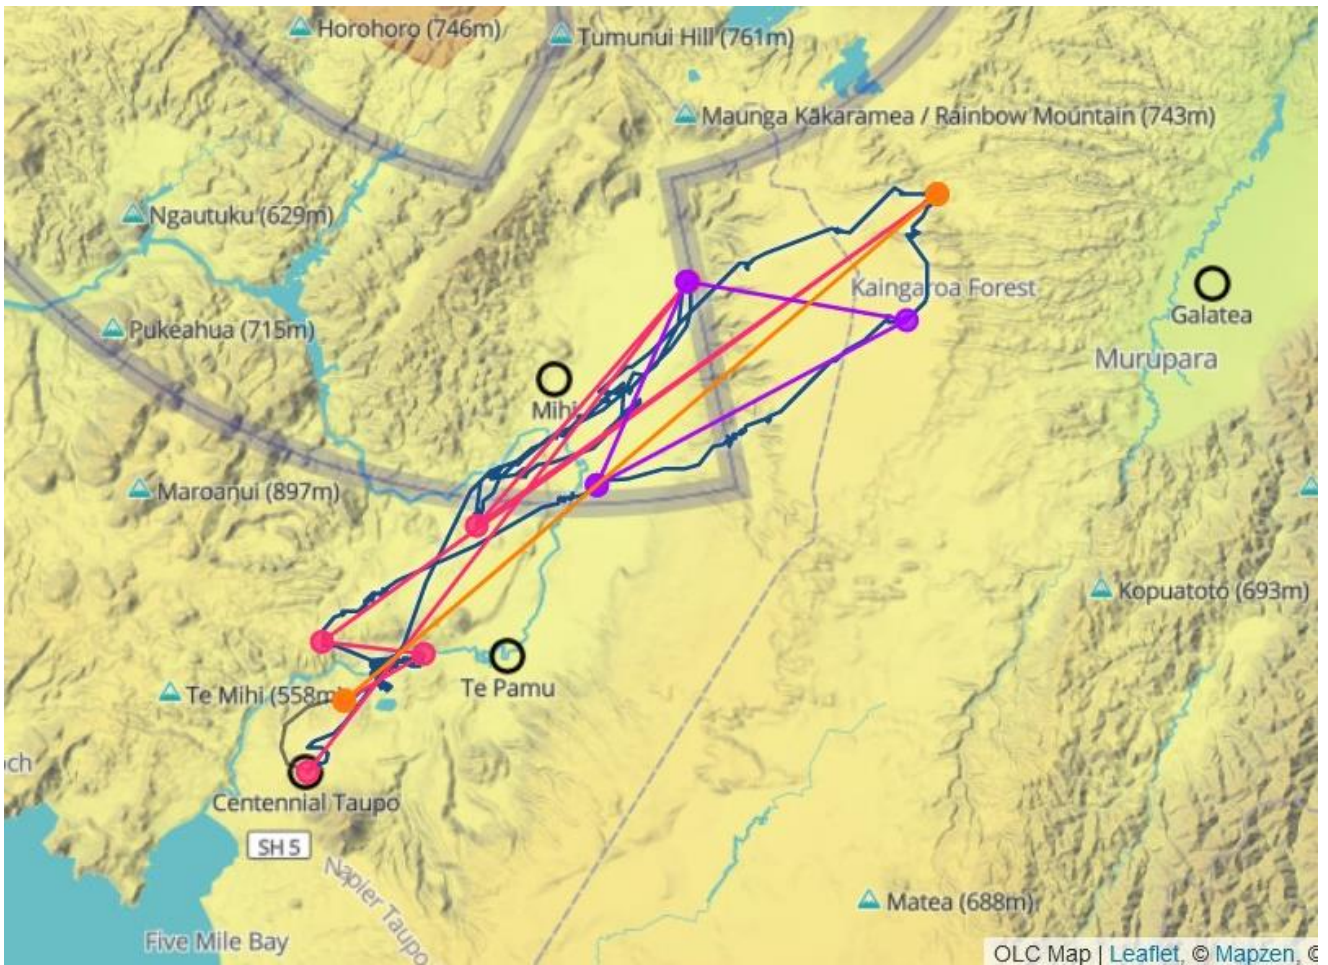 Horohoro (746m)
Tumunui Hill (761m)
Maunga Kākaramea / Rainbow Mountain (743m)
Ngautuku (629m)
Kaingaroa Forest
Galatea
Pukeahua (715m)
Murupara
Mihi
Maroanui (897m)
Kopuatoto (693m)
Te Pamu
Te Mihi (558m)
och
Centennial Taupo
SH 5
Napier Taupo
Matea (688m)
Five Mile Bay
OLC Map | Leaflet, © Mapzen, ©